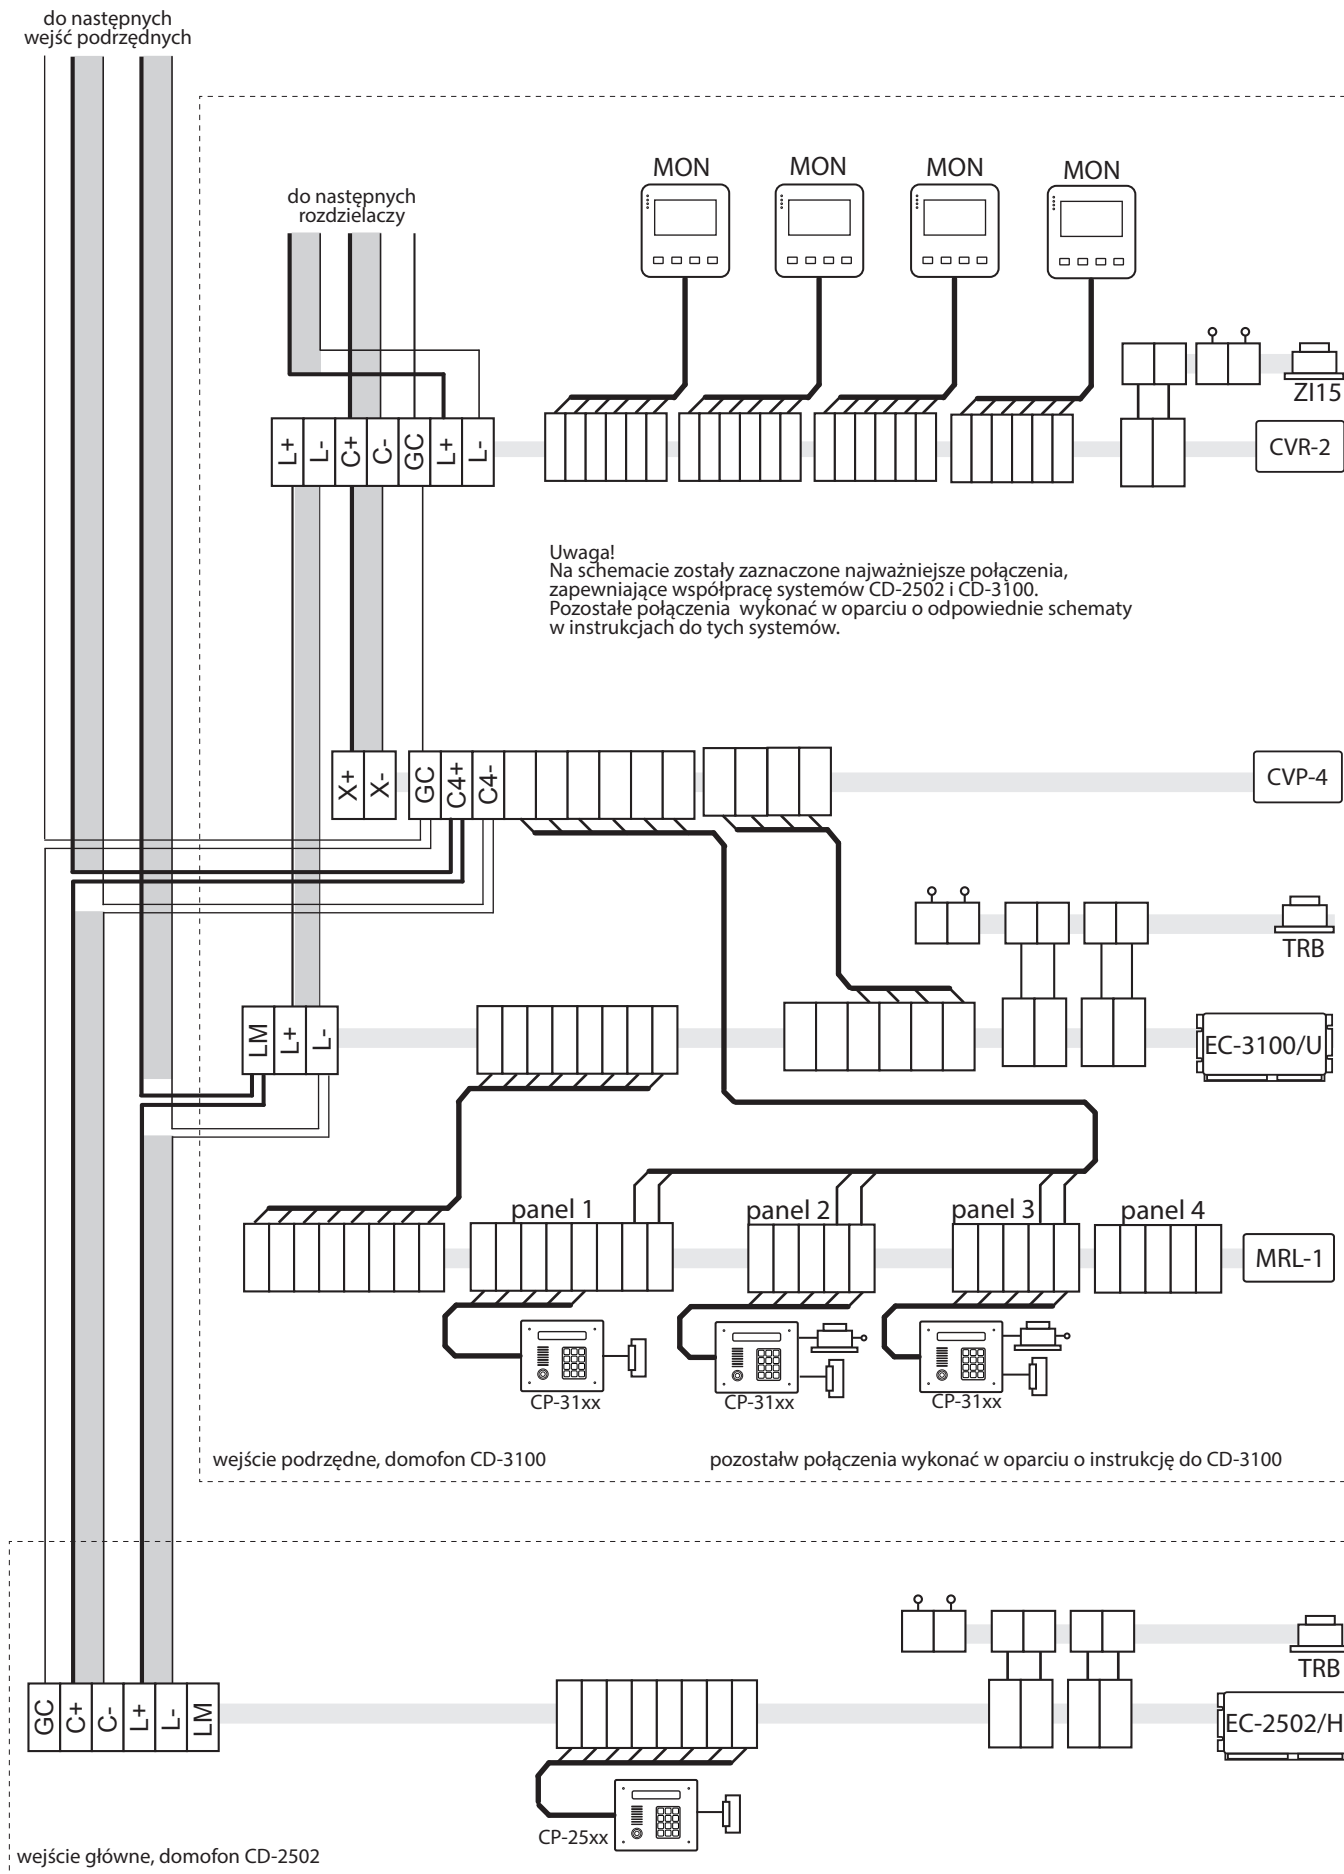 do następnych
wejść podrzędnych
MON
MON
MON
MON
do następnych
rozdzielaczy
ZI15
L+
L-
C+
C-
GC
L+
L-
CVR-2
Uwaga!
Na schemacie zostały zaznaczone najważniejsze połączenia,
zapewniające współpracę systemów CD-2502 i CD-3100.
Pozostałe połączenia wykonać w oparciu o odpowiednie schematy
w instrukcjach do tych systemów.
X+
X-
GC
C4+
C4-
CVP-4
TRB
LM
L+
L-
EC-3100/U
panel 1
panel 2
panel 3
panel 4
MRL-1
CP-31xx
CP-31xx
CP-31xx
wejście podrzędne, domofon CD-3100
pozostałw połączenia wykonać w oparciu o instrukcję do CD-3100
TRB
GC
C+
C-
L+
L-
LM
EC-2502/H
CP-25xx
wejście główne, domofon CD-2502